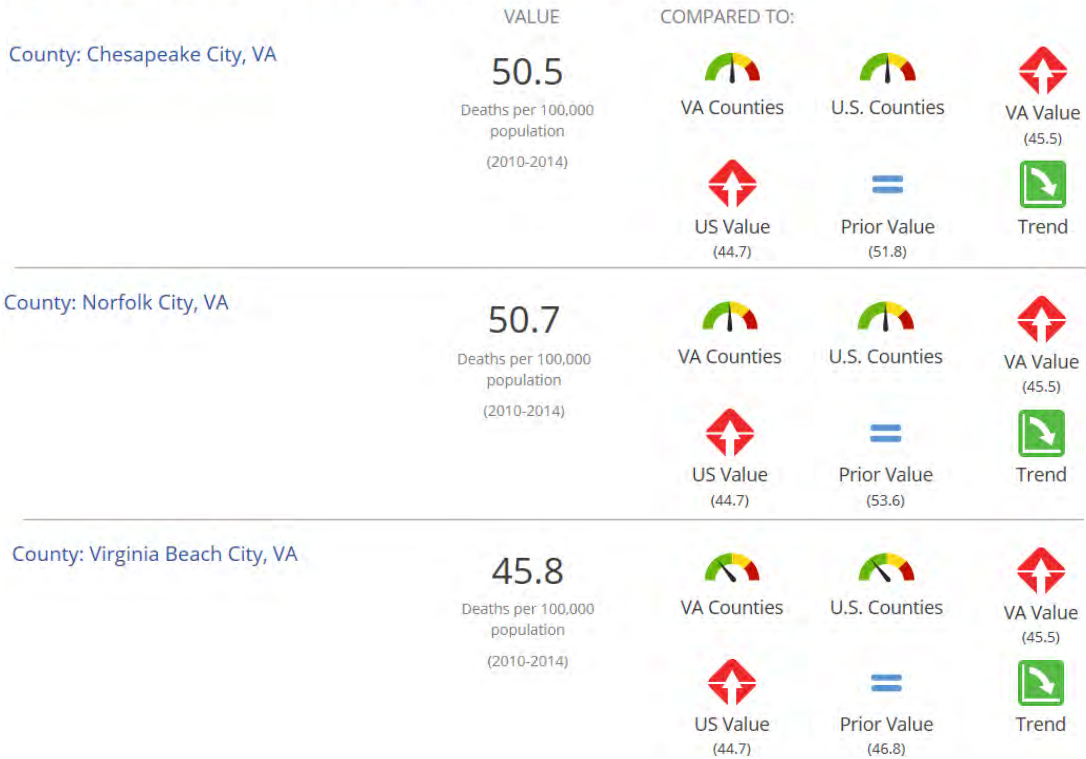 VALUE COMPARED TO:
County: Chesapeake City, VA
50.5
Deaths per 100,000
population
(2010-2014)
VA Counties
U.S. Counties
VA Value
(45.5)
US Value
(44.7)
Prior Value
(51.8)
Trend
County: Norfolk City, VA
50.7
Deaths per 100,000
population
(2010-2014)
VA Counties
U.S. Counties
VA Value
(45.5)
US Value
(44.7)
Prior Value
(53.6)
Trend
County: Virginia Beach City, VA
45.8
Deaths per 100,000
population
(2010-2014)
VA Counties
U.S. Counties
VA Value
(45.5)
US Value
(44.7)
Prior Value
(46.8)
Trend